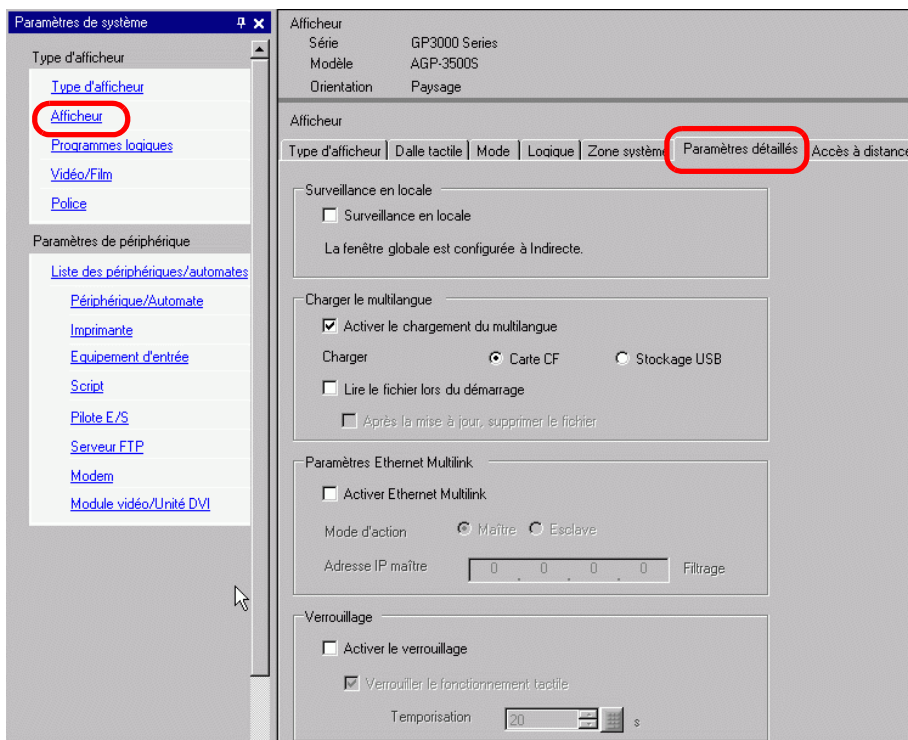 Paramètres de système
Type d'afficheur
Type d'afficheur
Afficheur
Programmes logiques
Vidéo/Film
Police
Paramètres de périphérique
Liste des périphériques/automates
Périphérique/Automate
Imprimante
Equipement d'entrée
Script
Pilote E/S
Serveur FTP
Modem
Module vidéo/Unité DVI
Afficheur
Série GP3000 Series
Modèle AGP-3500S
Orientation Paysage
Afficheur
Type d'afficheur Dalle tactile Mode Logique Zone système Paramètres détaillés Accès à distance
Surveillance en locale
Surveillance en locale
La fenêtre globale est configurée à Indirecte.
Charger le multilangue
Activer le chargement du multilangue
Charger Carte CF Stockage USB
Lire le fichier lors du démarrage
Après la mise à jour, supprimer le fichier
Paramètres Ethernet Multilink
Activer Ethernet Multilink
Mode d'action Maître Esclave
Adresse IP maître 0 . 0 . 0 . 0 Filtrage
Verrouillage
Activer le verrouillage
Verrouiller le fonctionnement tactile
Temporisation 20 s